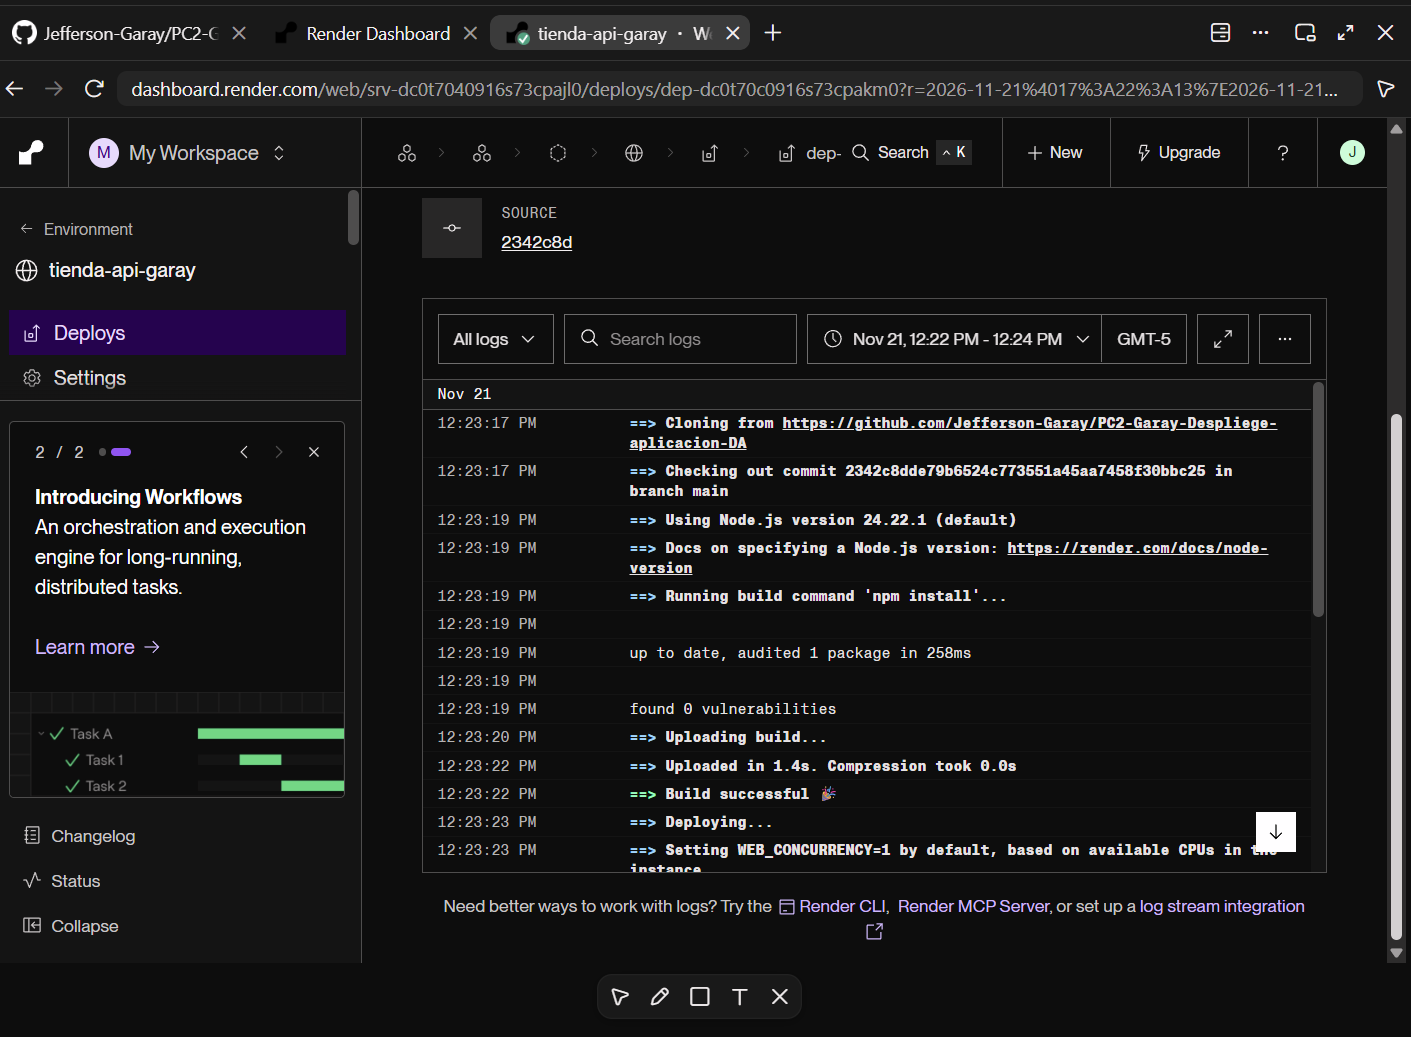 Jefferson-Garay/PC2-G
Render Dashboard
tienda-api-garay · W
dashboard.render.com/web/srv-dc0t7040916s73cpajl0/deploys/dep-dc0t70c0916s73cpakm0?r=2026-11-21%4017%3A22%3A13%7E2026-11-21...
M My Workspace
dep-
Search
K
New
Upgrade
?
J
Environment
tienda-api-garay
Deploys
Settings
2 / 2
Introducing Workflows
An orchestration and execution
engine for long-running,
distributed tasks.
Learn more
Task A
Task 1
Task 2
Changelog
Status
Collapse
SOURCE
2342c8d
All logs
Search logs
Nov 21, 12:22 PM - 12:24 PM
GMT-5
Nov 21
12:23:17 PM ==> Cloning from https://github.com/Jefferson-Garay/PC2-Garay-Despliege-
aplicacion-DA
12:23:17 PM ==> Checking out commit 2342c8dde79b6524c773551a45aa7458f30bbc25 in
branch main
12:23:19 PM ==> Using Node.js version 24.22.1 (default)
12:23:19 PM ==> Docs on specifying a Node.js version: https://render.com/docs/node-
version
12:23:19 PM ==> Running build command 'npm install'...
12:23:19 PM
12:23:19 PM up to date, audited 1 package in 258ms
12:23:19 PM
12:23:19 PM found 0 vulnerabilities
12:23:20 PM ==> Uploading build...
12:23:22 PM ==> Uploaded in 1.4s. Compression took 0.0s
12:23:22 PM ==> Build successful 🎉
12:23:23 PM ==> Deploying...
12:23:23 PM ==> Setting WEB_CONCURRENCY=1 by default, based on available CPUs in the
instance
Need better ways to work with logs? Try the Render CLI, Render MCP Server, or set up a log stream integration
T